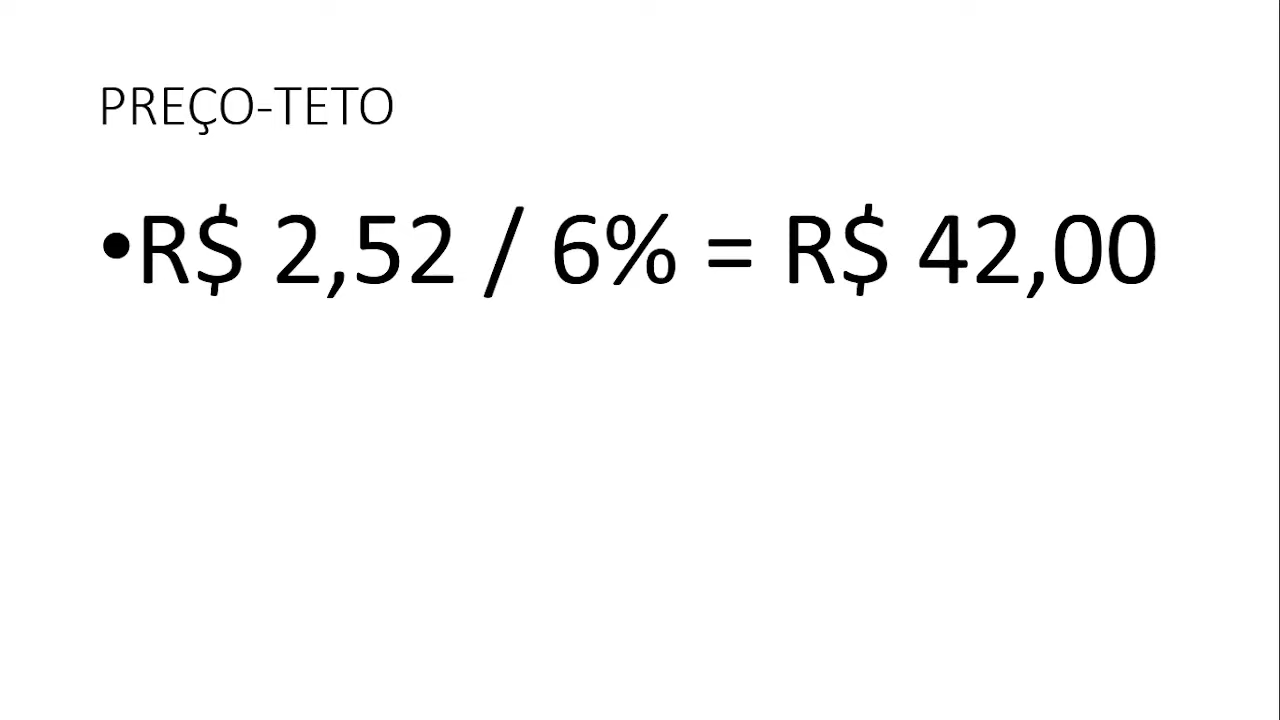 PREÇO-TETO
•R$ 2,52 / 6% = R$ 42,00